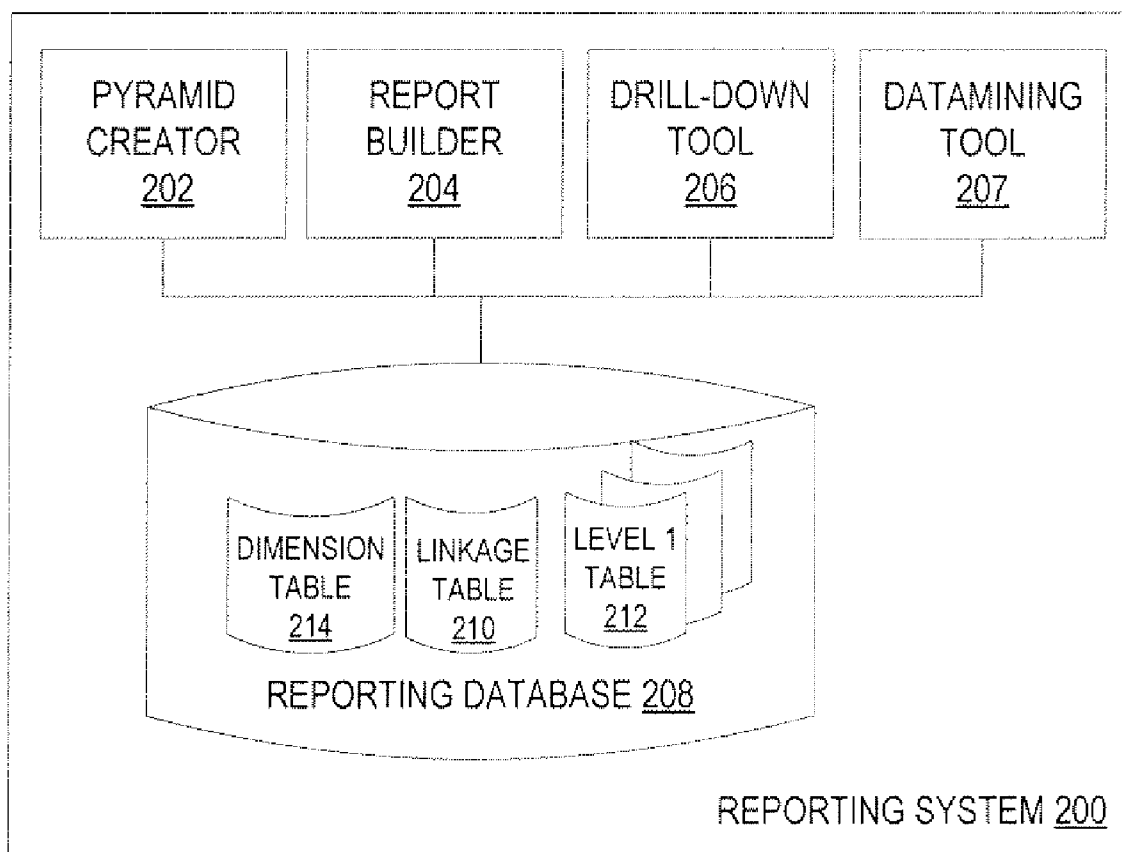 PYRAMID
CREATOR
202
REPORT
BUILDER
204
DRILL-DOWN
TOOL
206
DATAMINING
TOOL
207
DIMENSION
TABLE
214
LINKAGE
TABLE
210
LEVEL 1
TABLE
212
REPORTING DATABASE 208
REPORTING SYSTEM 200